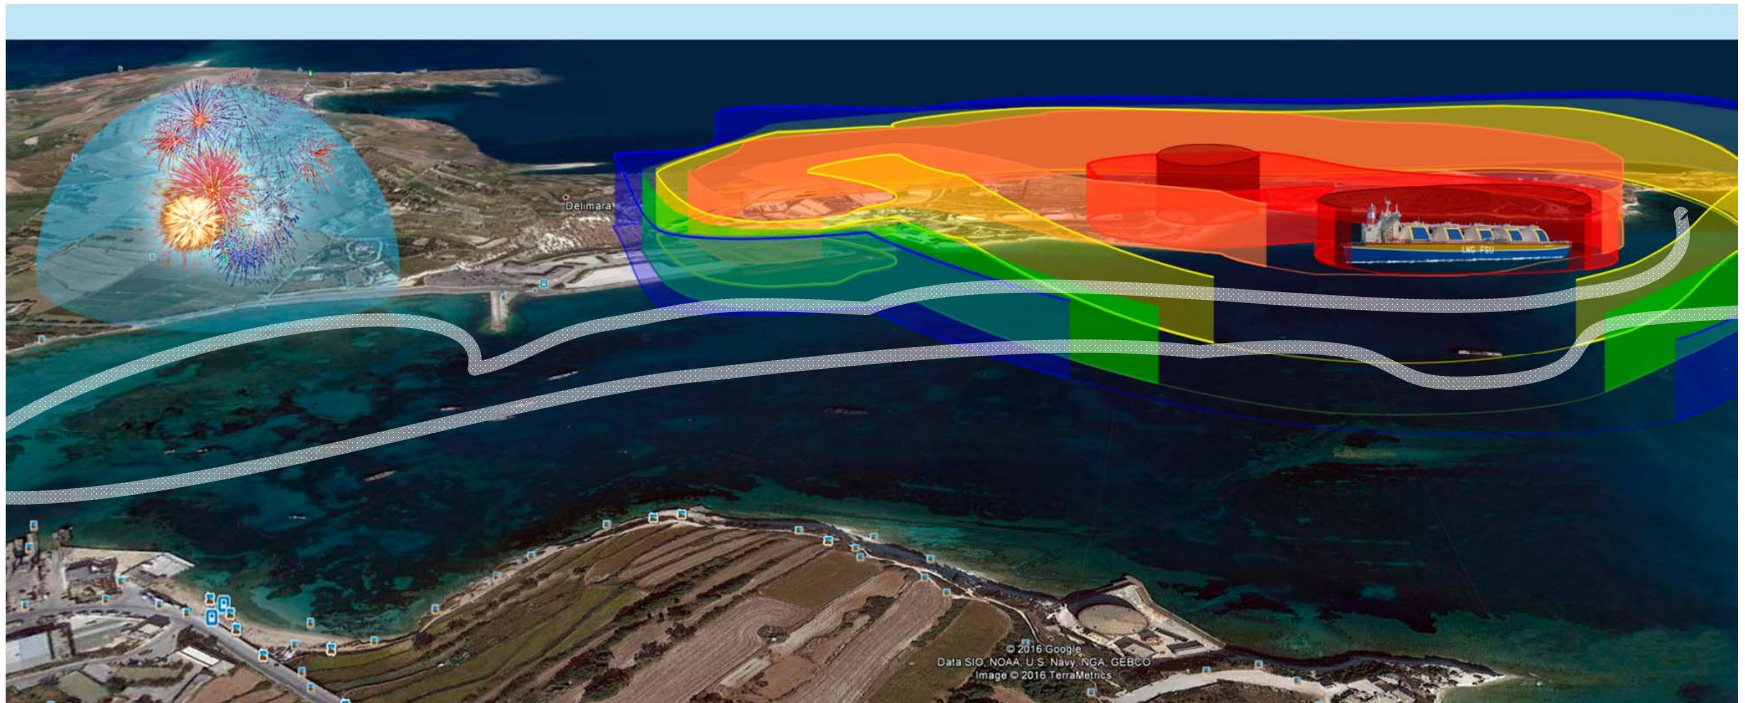 Delimara
LNG FSU
© 2016 Google
Data SIO, NOAA, U.S. Navy, NGA, GEBCO
Image © 2016 TerraMetrics